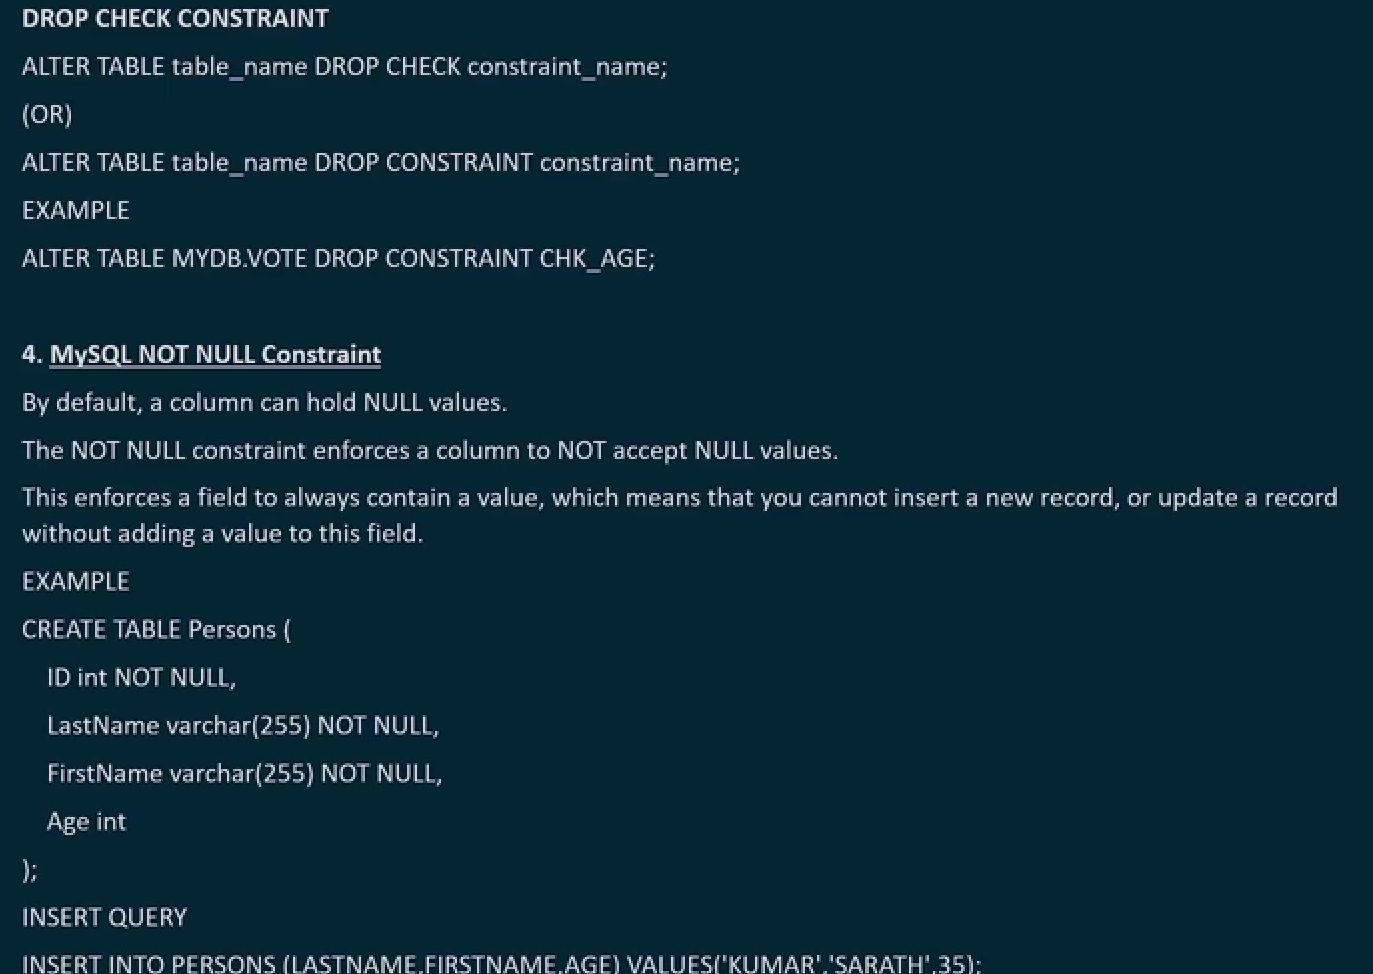 DROP CHECK CONSTRAINT
ALTER TABLE table_name DROP CHECK constraint_name;
(OR)
ALTER TABLE table_name DROP CONSTRAINT constraint_name;
EXAMPLE
ALTER TABLE MYDB.VOTE DROP CONSTRAINT CHK_AGE;
4. MySQL NOT NULL Constraint
By default, a column can hold NULL values.
The NOT NULL constraint enforces a column to NOT accept NULL values.
This enforces a field to always contain a value, which means that you cannot insert a new record, or update a record
without adding a value to this field.
EXAMPLE
CREATE TABLE Persons (
ID int NOT NULL,
LastName varchar(255) NOT NULL,
FirstName varchar(255) NOT NULL,
Age int
);
INSERT QUERY
INSERT INTO PERSONS (LASTNAME,FIRSTNAME,AGE) VALUES('KUMAR','SARATH',35);